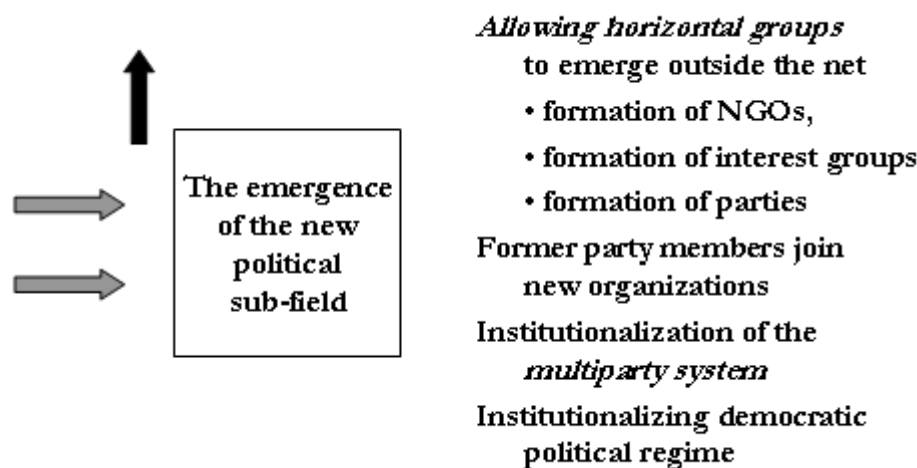 The emergence
of the new
political
sub-field
Allowing horizontal groups
to emerge outside the net
• formation of NGOs,
• formation of interest groups
• formation of parties
Former party members join
new organizations
Institutionalization of the
multiparty system
Institutionalizing democratic
political regime